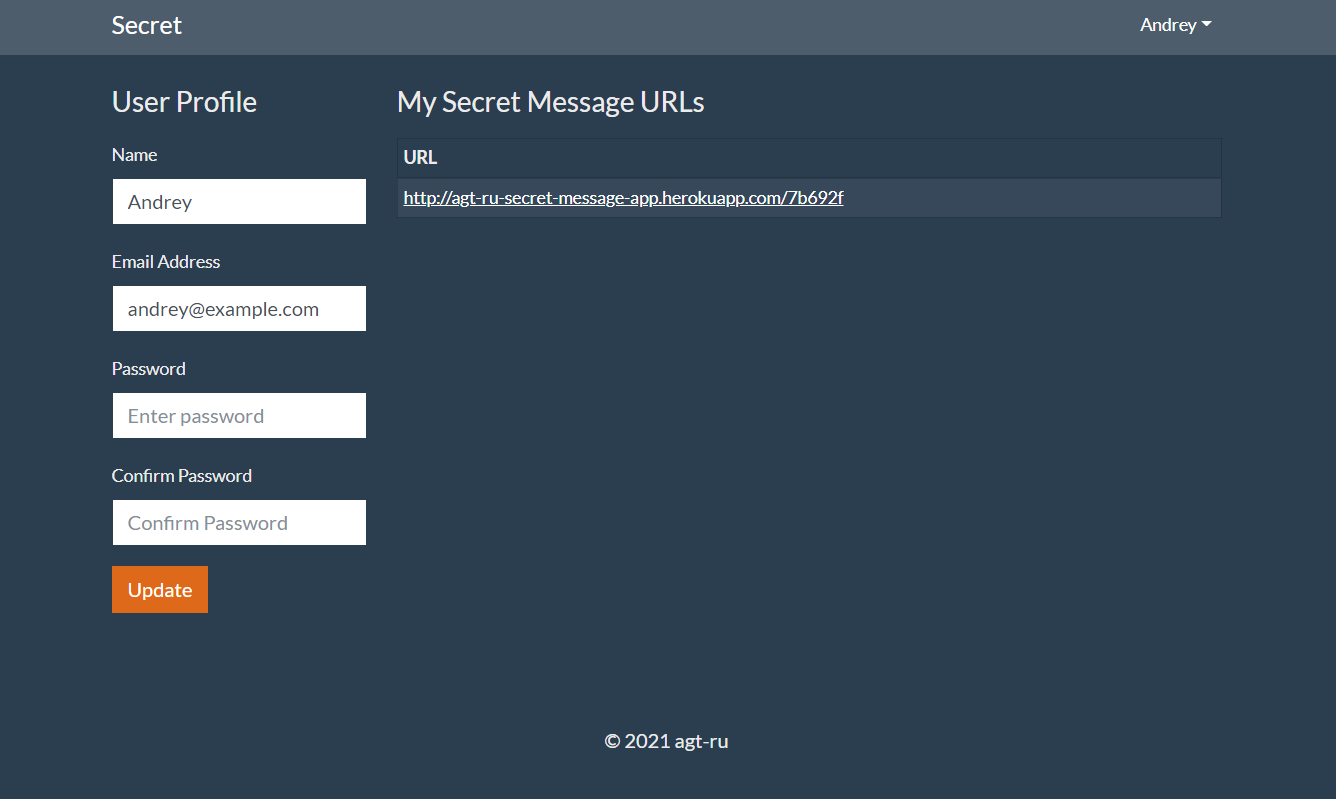 Secret
Andrey
User Profile
Name
Andrey
Email Address
andrey@example.com
Password
Enter password
Confirm Password
Confirm Password
Update
My Secret Message URLs
URL
http://agt-ru-secret-message-app.herokuapp.com/7b692f
© 2021 agt-ru